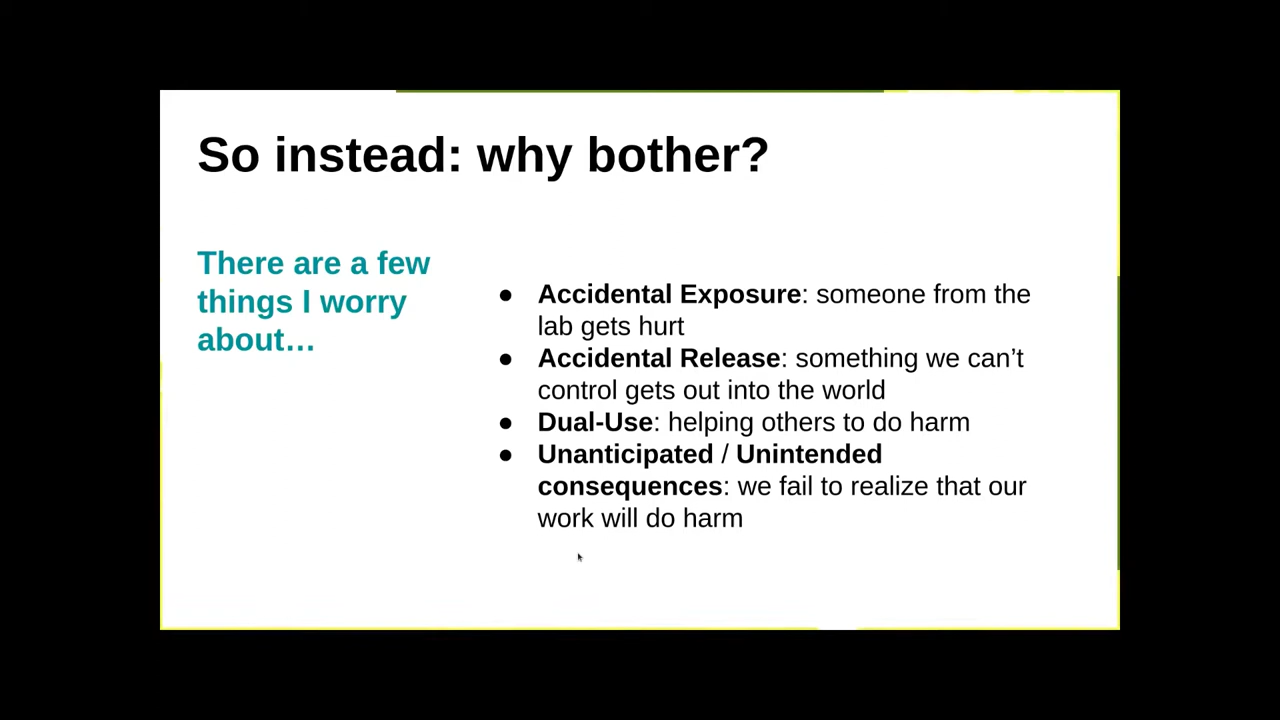 So instead: why bother?
There are a few
things I worry
about…
● Accidental Exposure: someone from the
lab gets hurt
● Accidental Release: something we can’t
control gets out into the world
● Dual-Use: helping others to do harm
● Unanticipated / Unintended
consequences: we fail to realize that our
work will do harm